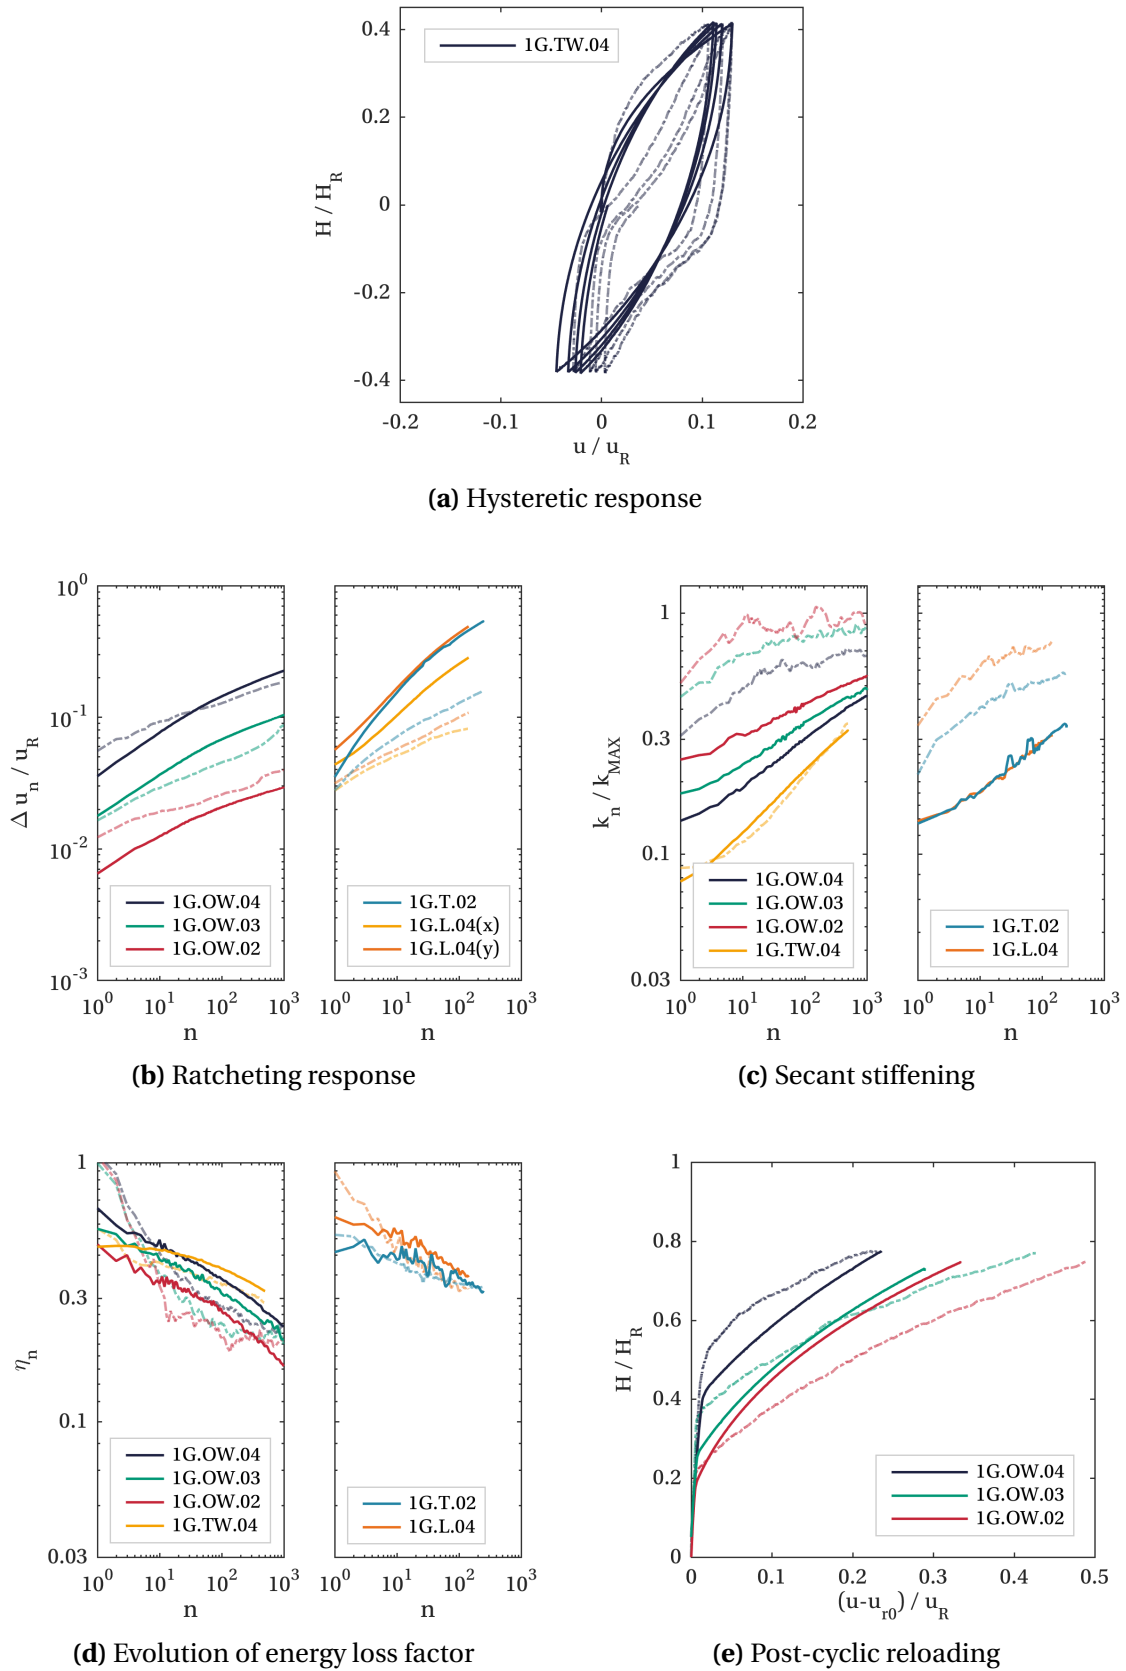 0.4
0.2
0
-0.2
-0.4
H / H_R
1G.TW.04
-0.2 -0.1 0 0.1 0.2
u / u_R
(a) Hysteretic response
10^0
10^-1
10^-2
10^-3
Δ u_n / u_R
1G.OW.04
1G.OW.03
1G.OW.02
10^0 10^1 10^2 10^3
n
1G.T.02
1G.L.04(x)
1G.L.04(y)
10^0 10^1 10^2 10^3
n
(b) Ratcheting response
1
0.3
0.1
0.03
k_n / k_MAX
1G.OW.04
1G.OW.03
1G.OW.02
1G.TW.04
10^0 10^1 10^2 10^3
n
1G.T.02
1G.L.04
10^0 10^1 10^2 10^3
n
(c) Secant stiffening
1
0.3
0.1
0.03
η_n
1G.OW.04
1G.OW.03
1G.OW.02
1G.TW.04
10^0 10^1 10^2 10^3
n
1G.T.02
1G.L.04
10^0 10^1 10^2 10^3
n
(d) Evolution of energy loss factor
1
0.8
0.6
0.4
0.2
0
H / H_R
1G.OW.04
1G.OW.03
1G.OW.02
0 0.1 0.2 0.3 0.4 0.5
(u-u_r0) / u_R
(e) Post-cyclic reloading